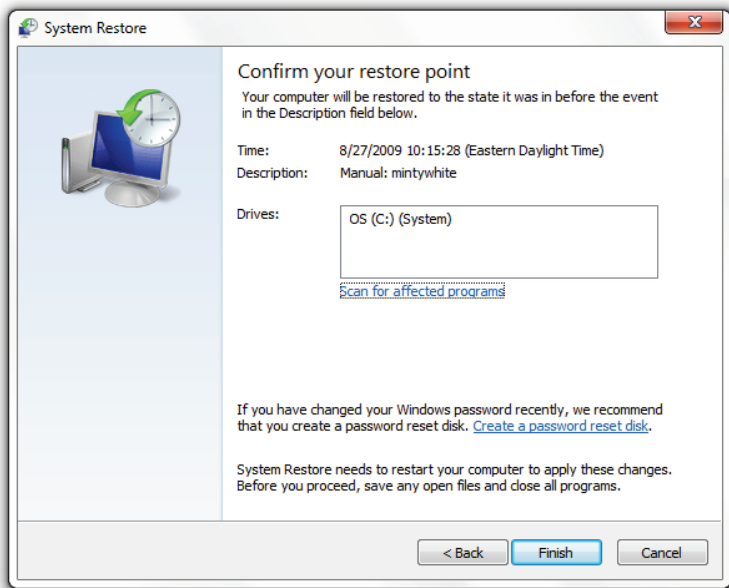 System Restore
Confirm your restore point
Your computer will be restored to the state it was in before the event
in the Description field below.
Time: 8/27/2009 10:15:28 (Eastern Daylight Time)
Description: Manual: mintywhite
Drives: OS (C:) (System)
Scan for affected programs
If you have changed your Windows password recently, we recommend
that you create a password reset disk. Create a password reset disk.
System Restore needs to restart your computer to apply these changes.
Before you proceed, save any open files and close all programs.
< Back Finish Cancel